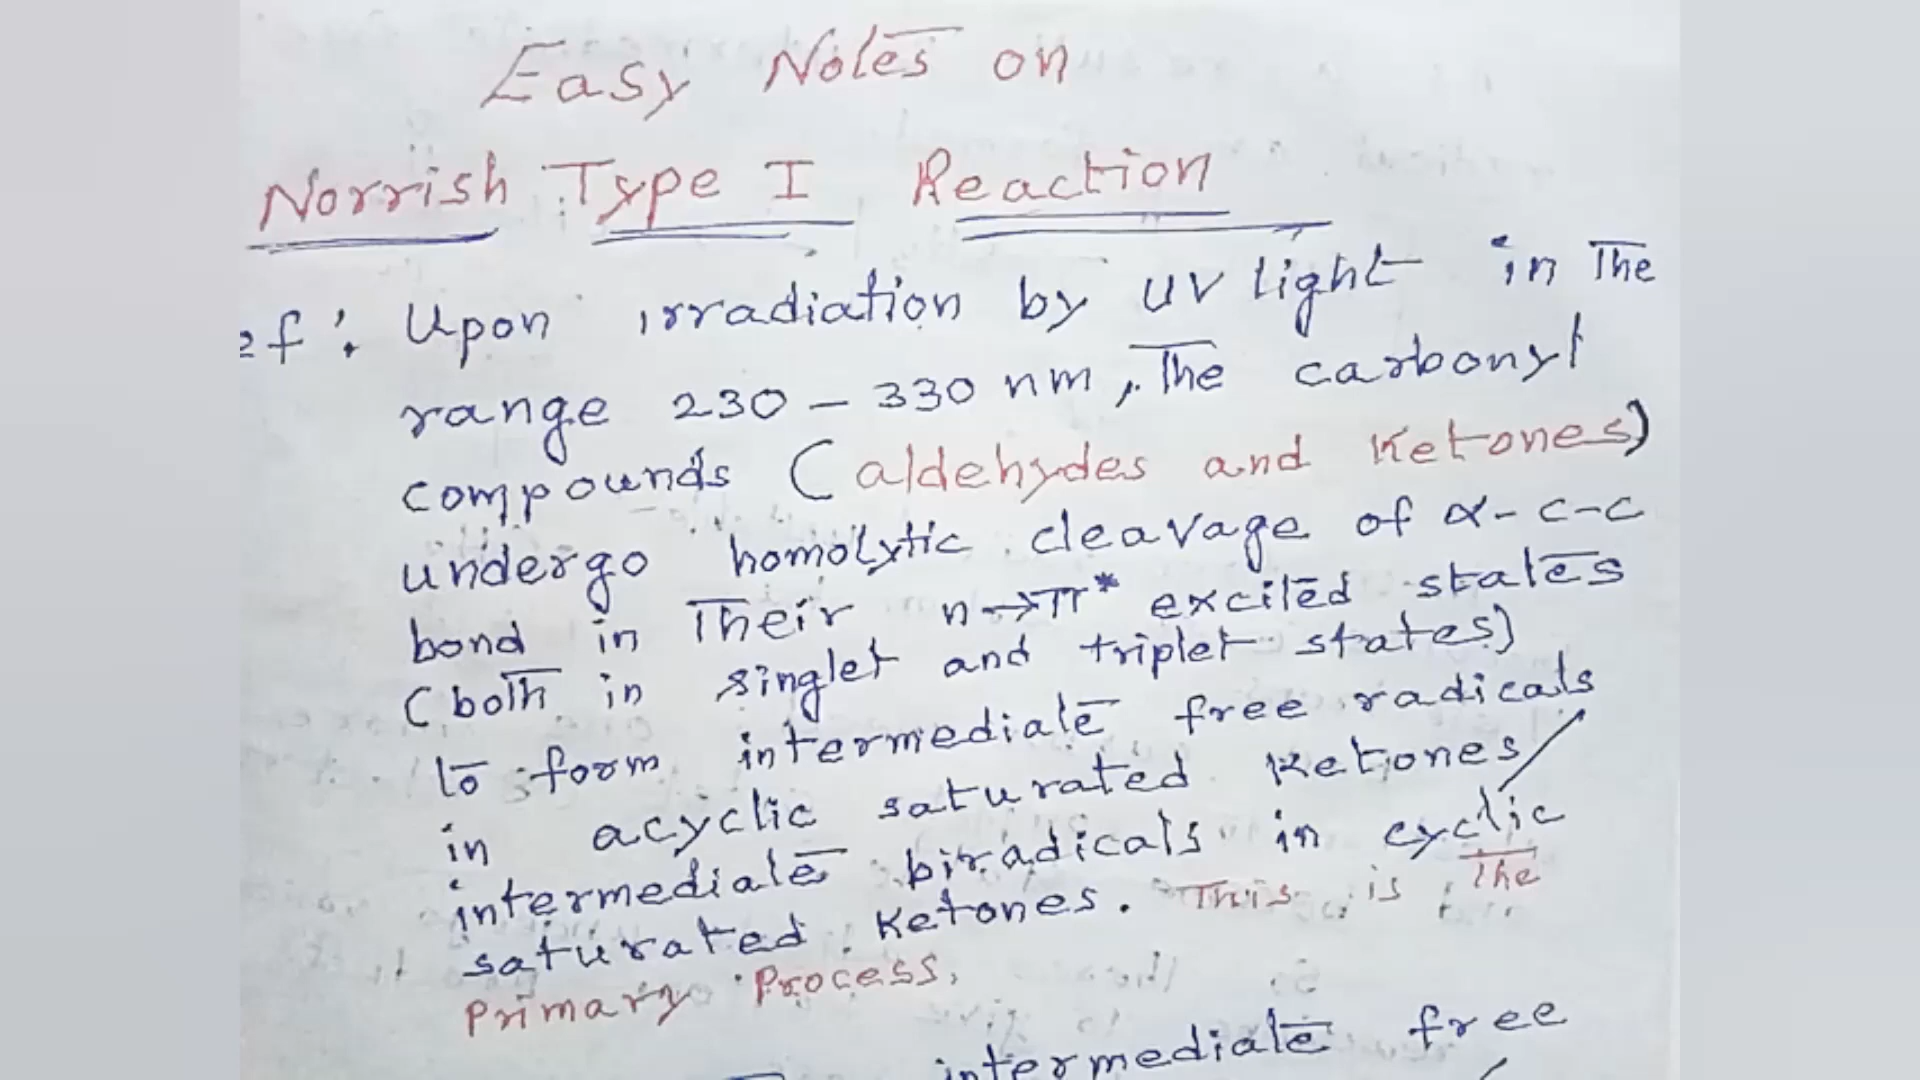 Easy Notes on
Norrish Type I Reaction
ef: Upon irradiation by UV light in The
range 230 - 330 nm, The carbonyl
compounds (aldehydes and Ketones)
undergo homolytic cleavage of α-C-C
bond in Their n→π* excited states
(both in singlet and triplet states)
to form intermediate free radicals
in acyclic saturated Ketones/
intermediate biradicals in cyclic
saturated Ketones. This is The
Primary Process,
intermediate free